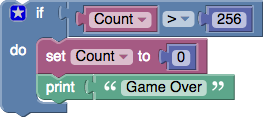 if Count > 256
do set Count to 0
print “ Game Over ”